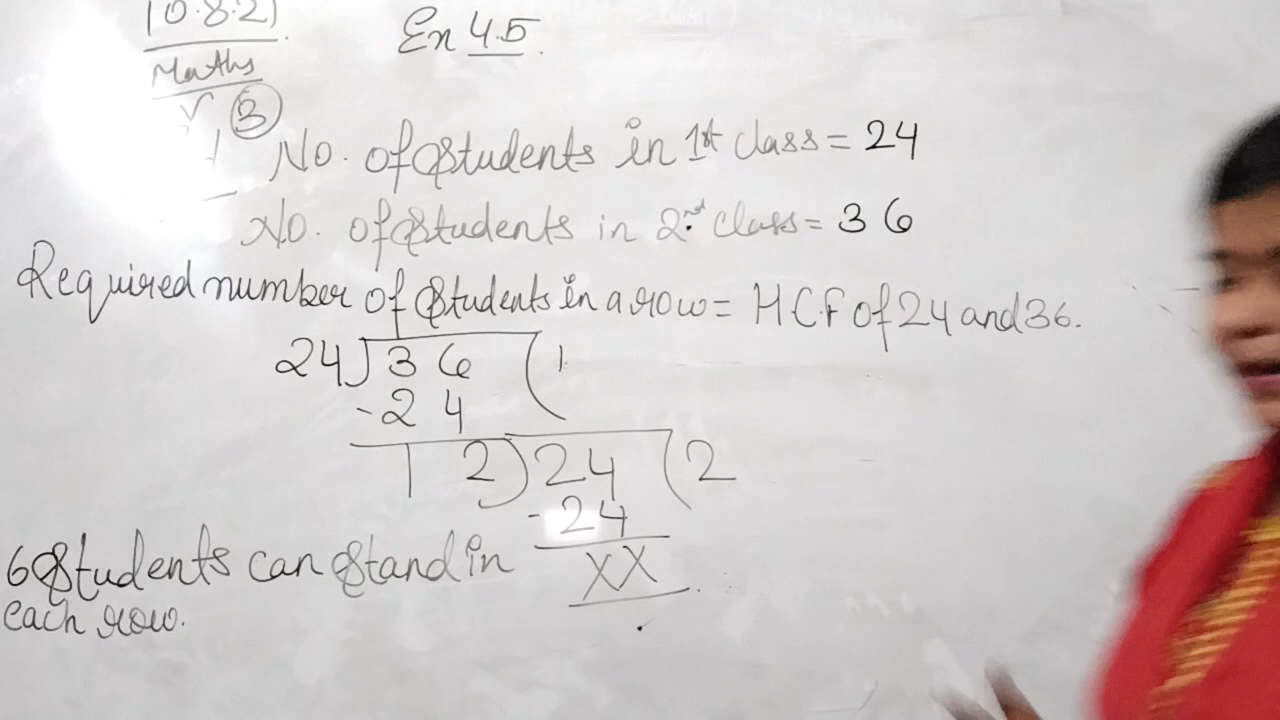 10.8.21
Ex 4.5.
Maths
3
No. of students in 1st class = 24
No. of students in 2nd class = 36
Required number of students in a row = HCF of 24 and 36.
24) 36 (1
-24
12) 24 (2
-24
XX
6 students can stand in
each row.